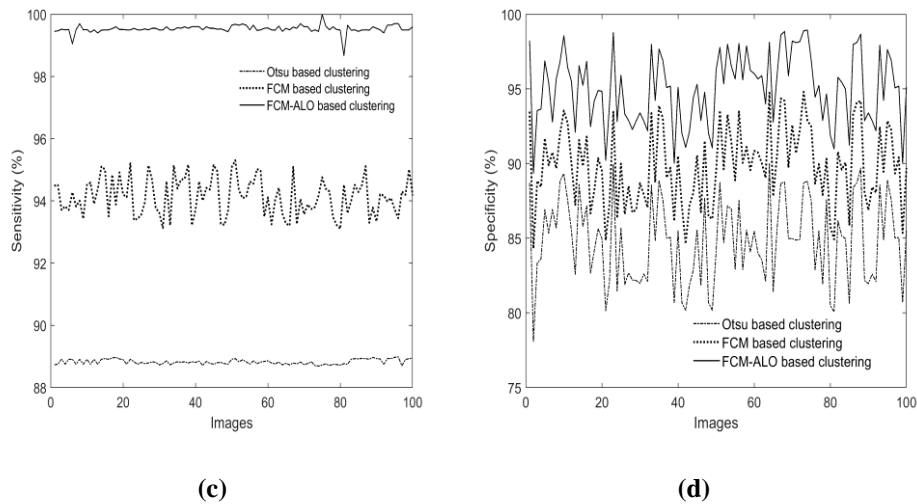 100
98
96
94
92
90
88
Sensitivity (%)
Otsu based clustering
FCM based clustering
FCM-ALO based clustering
0 20 40 60 80 100
Images
(c)
100
95
90
85
80
75
Specificity (%)
Otsu based clustering
FCM based clustering
FCM-ALO based clustering
0 20 40 60 80 100
Images
(d)